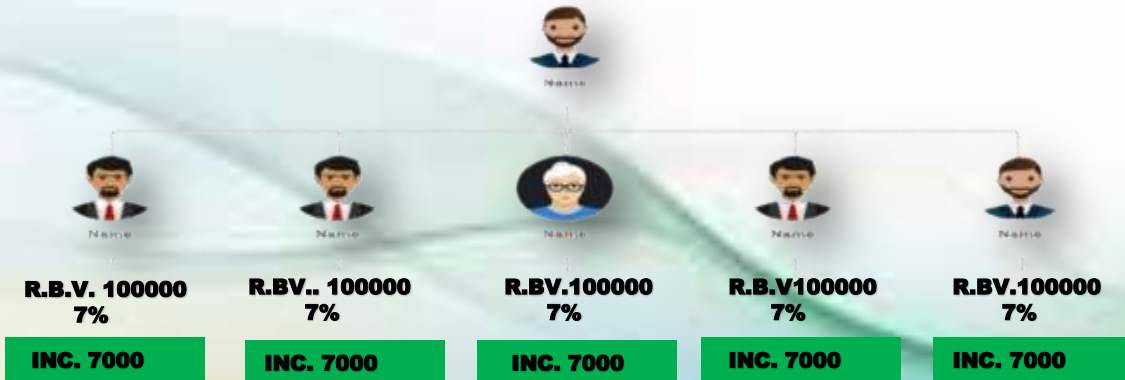 Name
Name
Name
Name
Name
Name
R.B.V. 100000
7%
R.BV.. 100000
7%
R.BV.100000
7%
R.B.V100000
7%
R.BV.100000
7%
INC. 7000
INC. 7000
INC. 7000
INC. 7000
INC. 7000